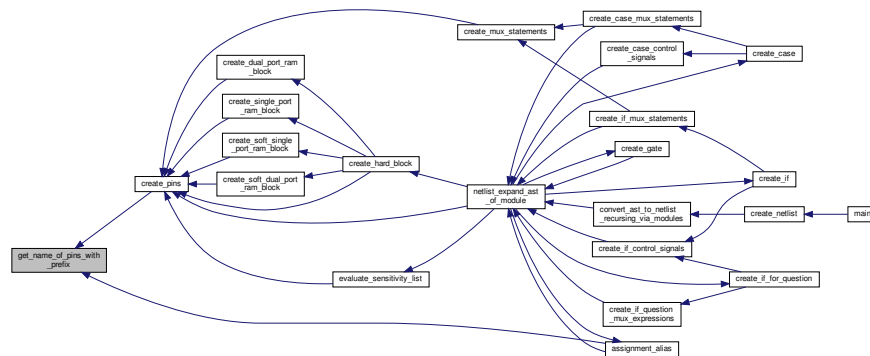 create_mux_statements
create_case_mux_statements
create_case_control
_signals
create_case
create_dual_port_ram
_block
create_single_port
_ram_block
create_soft_single
_port_ram_block
create_soft_dual_port
_ram_block
create_hard_block
create_pins
create_if_mux_statements
create_gate
create_if
netlist_expand_ast
_of_module
convert_ast_to_netlist
_recursing_via_modules
create_netlist
main
create_if_control_signals
get_name_of_pins_with
_prefix
evaluate_sensitivity_list
create_if_for_question
create_if_question
_mux_expressions
assignment_alias